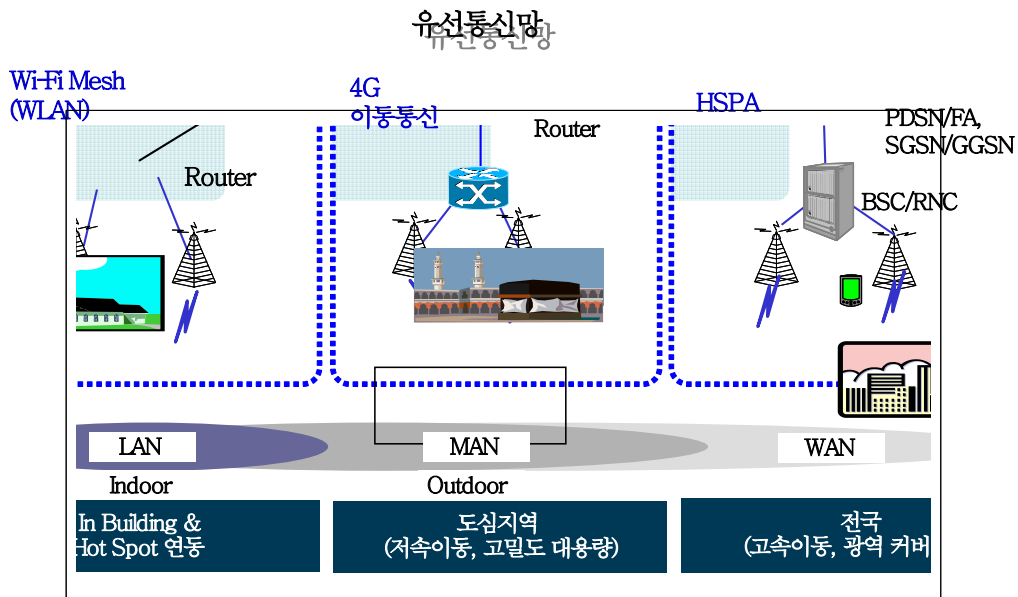 유선통신망
Wi-Fi Mesh
(WLAN)
4G
이동통신
HSPA
Router
Router
PDSN/FA,
SGSN/GGSN
BSC/RNC
LAN
MAN
WAN
Indoor
Outdoor
In Building &
Hot Spot 연동
도심지역
(저속이동, 고밀도 대용량)
전국
(고속이동, 광역 커버